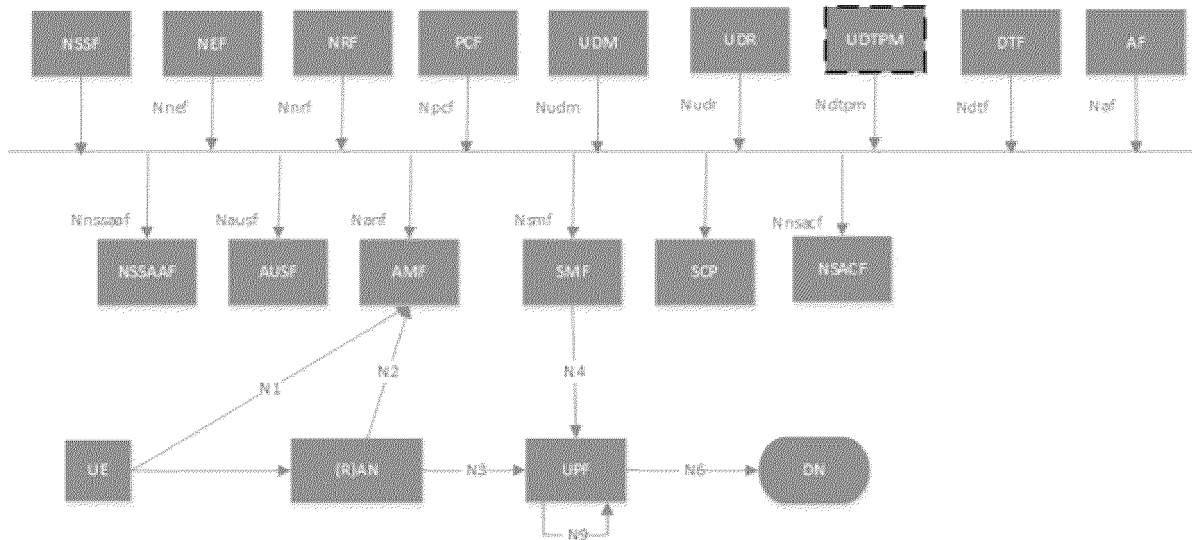 NSSF NEF NRF PCF UDM UDR UDTPM DTF AF
Nnef Nnrf Npcf Nudm Nudr Ndtpm Ndtf Naf
Nnssaaf Nausf Namf Nsmf Nnsacf
NSSAAF AUSF AMF SMF SCP NSACF
N1 N2 N4
UE (R)AN N3 UPF N6 DN
N9